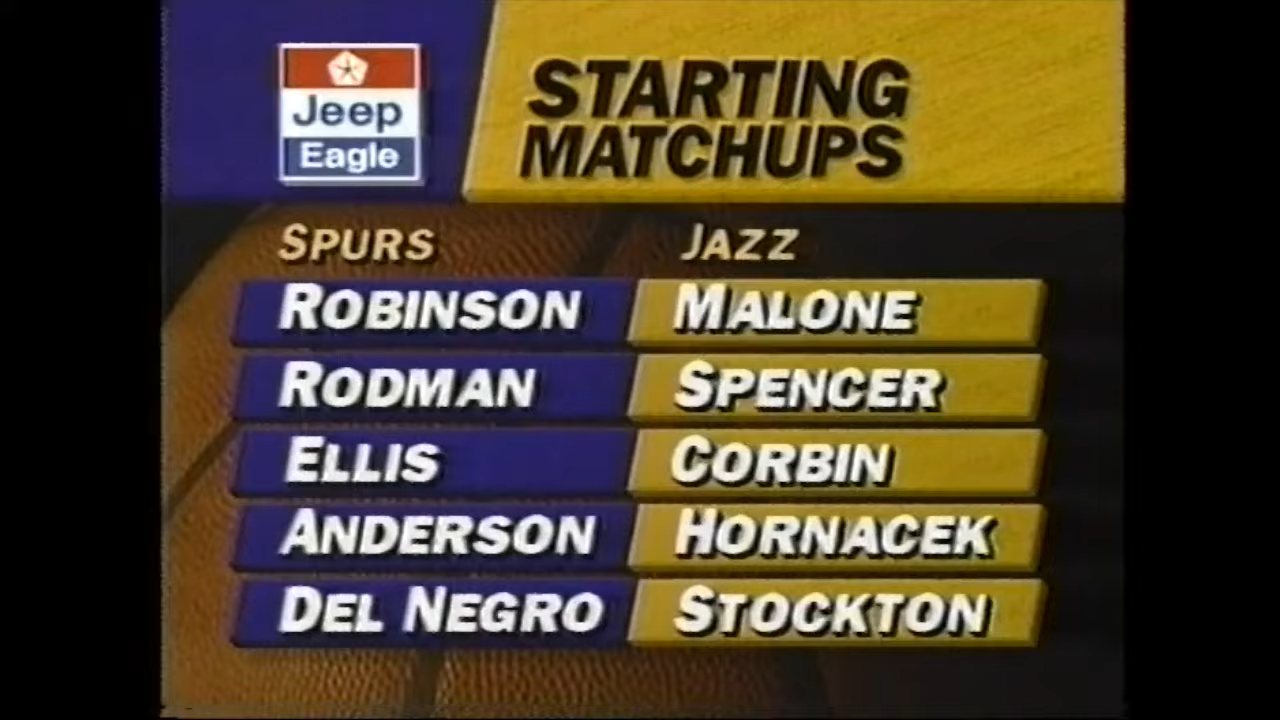 Jeep
Eagle
STARTING
MATCHUPS
SPURS JAZZ
ROBINSON MALONE
RODMAN SPENCER
ELLIS CORBIN
ANDERSON HORNACEK
DEL NEGRO STOCKTON